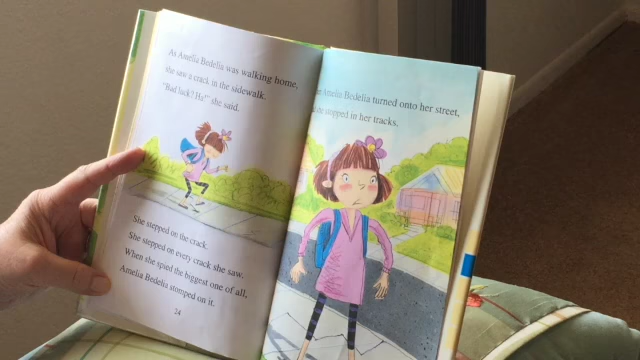 As Amelia Bedelia was walking home,
she saw a crack in the sidewalk.
"Bad luck? Ha!" she said.
She stepped on the crack.
She stepped on every crack she saw.
When she spied the biggest one of all,
Amelia Bedelia stomped on it.
24
Amelia Bedelia turned onto her street,
stopped in her tracks.